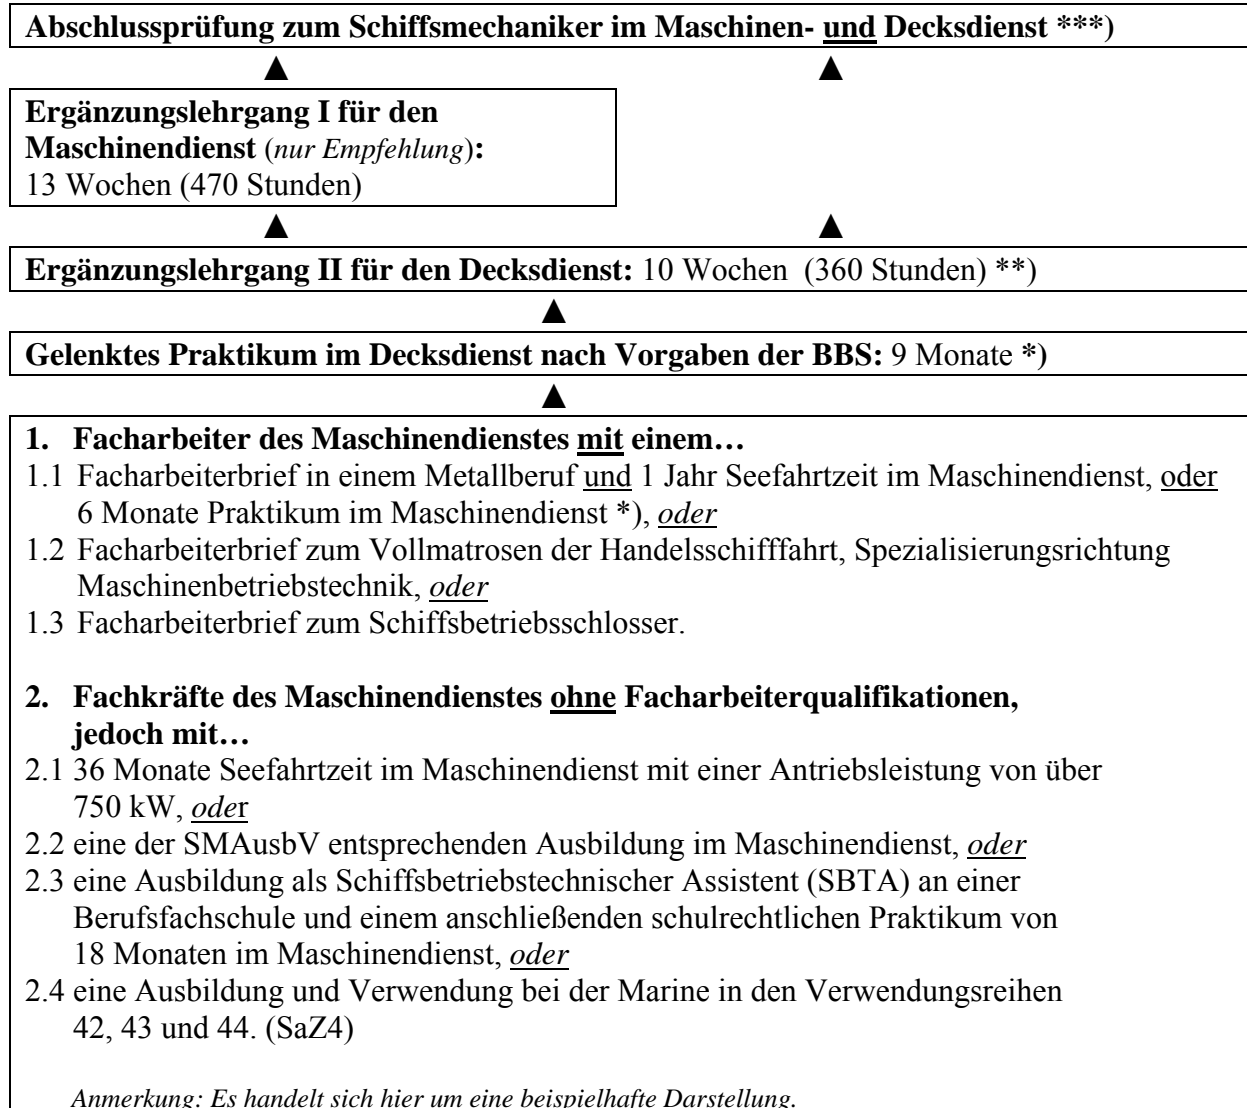 Abschlussprüfung zum Schiffsmechaniker im Maschinen- und Decksdienst ***)
Ergänzungslehrgang I für den
Maschinendienst (nur Empfehlung):
13 Wochen (470 Stunden)
Ergänzungslehrgang II für den Decksdienst: 10 Wochen (360 Stunden) **)
Gelenktes Praktikum im Decksdienst nach Vorgaben der BBS: 9 Monate *)
1. Facharbeiter des Maschinendienstes mit einem…
1.1 Facharbeiterbrief in einem Metallberuf und 1 Jahr Seefahrtzeit im Maschinendienst, oder
6 Monate Praktikum im Maschinendienst *), oder
1.2 Facharbeiterbrief zum Vollmatrosen der Handelsschifffahrt, Spezialisierungsrichtung
Maschinenbetriebstechnik, oder
1.3 Facharbeiterbrief zum Schiffsbetriebsschlosser.
2. Fachkräfte des Maschinendienstes ohne Facharbeiterqualifikationen,
jedoch mit…
2.1 36 Monate Seefahrtzeit im Maschinendienst mit einer Antriebsleistung von über
750 kW, oder
2.2 eine der SMAusbV entsprechenden Ausbildung im Maschinendienst, oder
2.3 eine Ausbildung als Schiffsbetriebstechnischer Assistent (SBTA) an einer
Berufsfachschule und einem anschließenden schulrechtlichen Praktikum von
18 Monaten im Maschinendienst, oder
2.4 eine Ausbildung und Verwendung bei der Marine in den Verwendungsreihen
42, 43 und 44. (SaZ4)
Anmerkung: Es handelt sich hier um eine beispielhafte Darstellung.